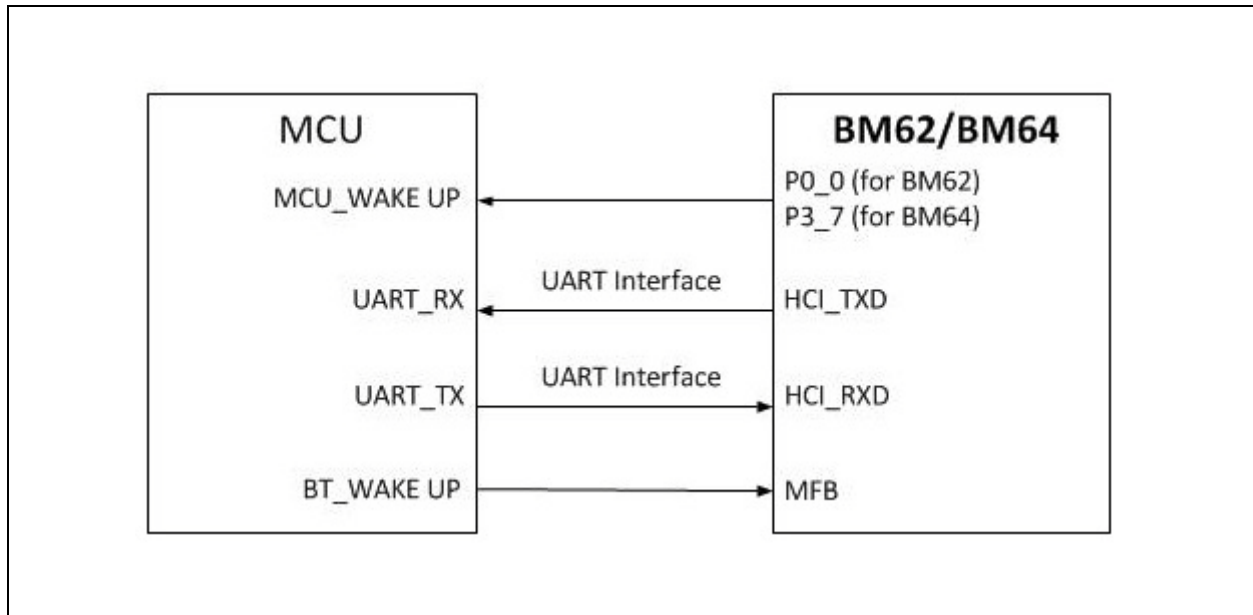 MCU
BM62/BM64
MCU_WAKE UP
P0_0 (for BM62)
P3_7 (for BM64)
UART Interface
UART_RX
HCI_TXD
UART Interface
UART_TX
HCI_RXD
BT_WAKE UP
MFB